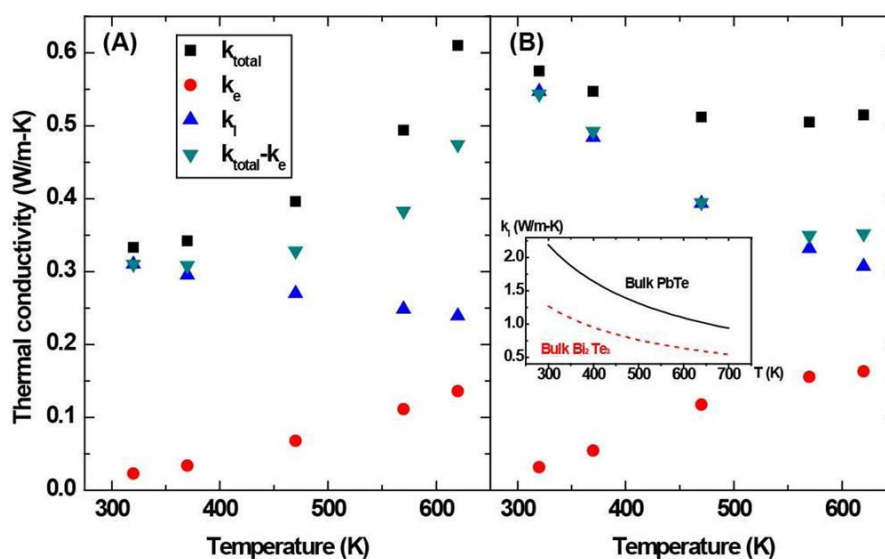 (A)
k_total
k_e
k_l
k_total-k_e
(B)
k_l (W/m-K)
2.0
1.5
1.0
0.5
Bulk PbTe
Bulk Bi₂Te₃
300 400 500 600 700 T (K)
Thermal conductivity (W/m-K)
0.6
0.5
0.4
0.3
0.2
0.1
0.0
300 400 500 600
300 400 500 600
Temperature (K)
Temperature (K)